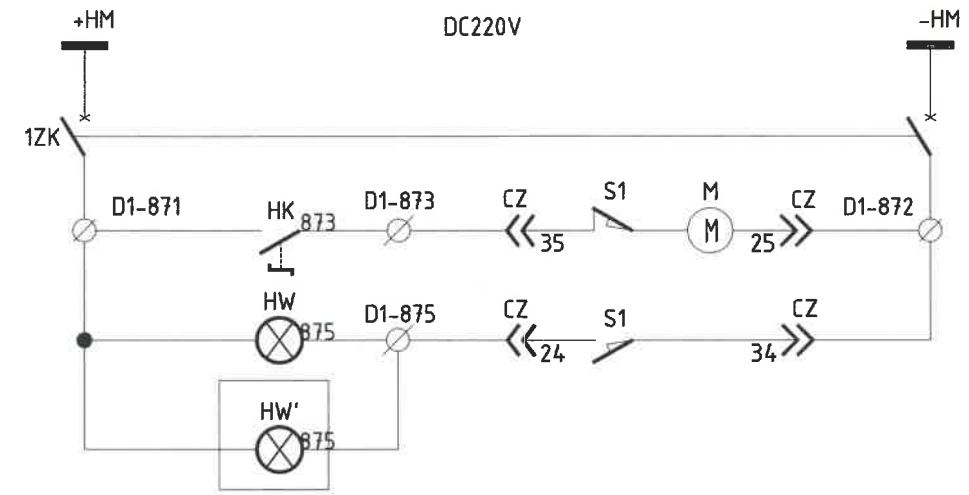 +HM DC220V -HM
1ZK
D1-871 HK 873 D1-873 CZ 35 S1 M CZ 25 D1-872
M
HW 875 D1-875 CZ 24 S1 CZ 34
HW' 875